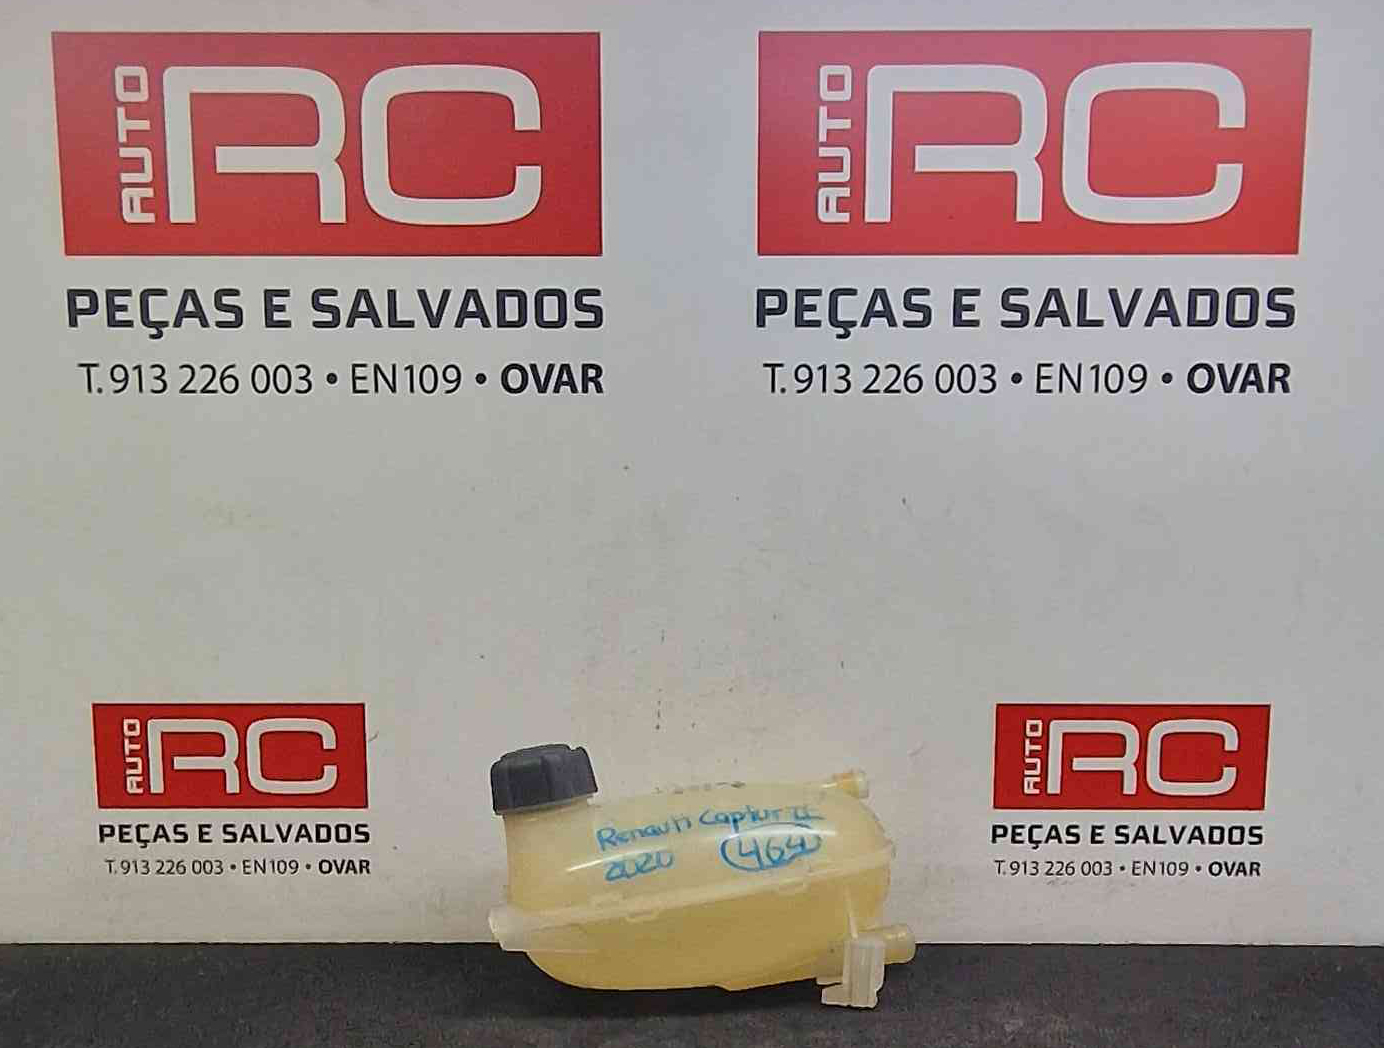 AUTO RC
PEÇAS E SALVADOS
T. 913 226 003 • EN109 • OVAR
AUTO RC
PEÇAS E SALVADOS
T. 913 226 003 • EN109 • OVAR
AUTO RC
PEÇAS E SALVADOS
T. 913 226 003 • EN109 • OVAR
Renault Captur II
2020
AUTO RC
PEÇAS E SALVADOS
T. 913 226 003 • EN109 • OVAR